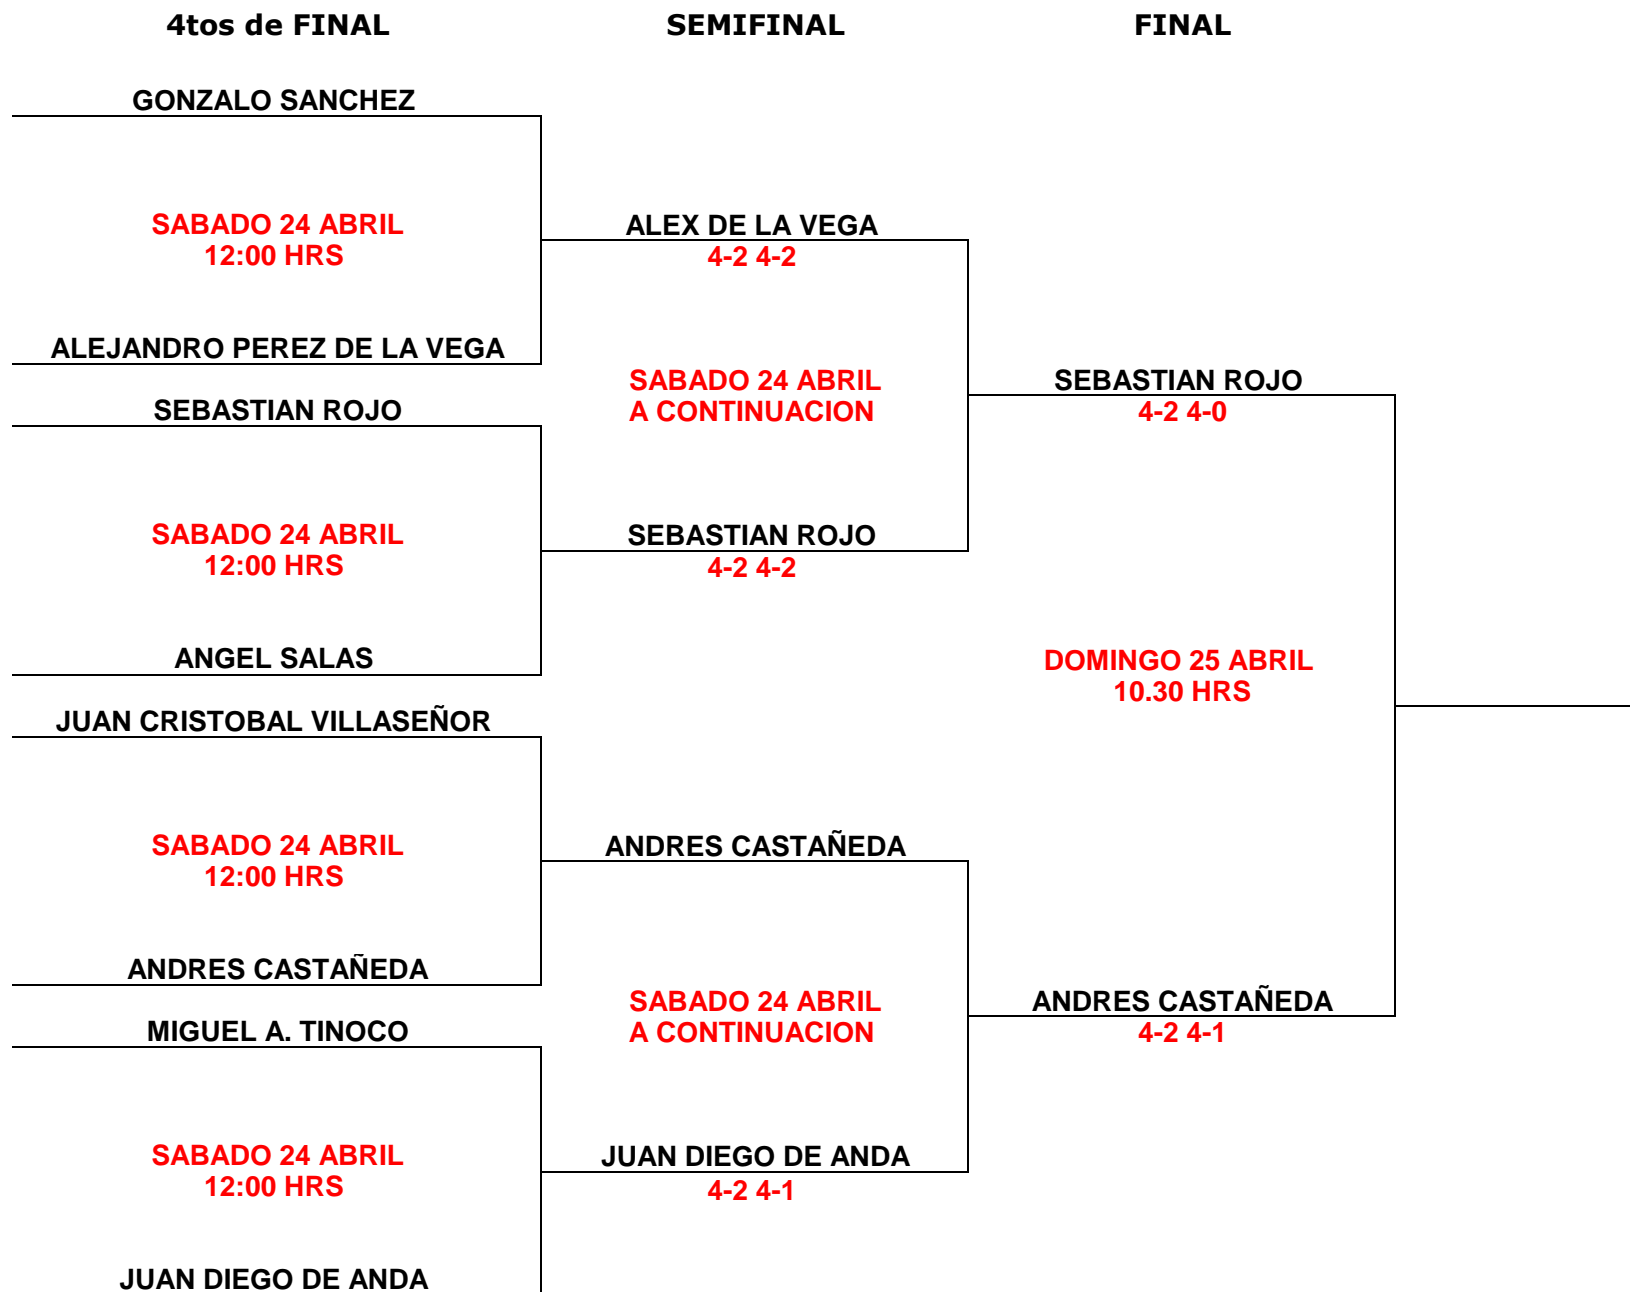 4tos de FINAL
SEMIFINAL
FINAL
GONZALO SANCHEZ
SABADO 24 ABRIL
12:00 HRS
ALEX DE LA VEGA
4-2 4-2
ALEJANDRO PEREZ DE LA VEGA
SABADO 24 ABRIL
A CONTINUACION
SEBASTIAN ROJO
4-2 4-0
SEBASTIAN ROJO
SABADO 24 ABRIL
12:00 HRS
SEBASTIAN ROJO
4-2 4-2
ANGEL SALAS
DOMINGO 25 ABRIL
10.30 HRS
JUAN CRISTOBAL VILLASEÑOR
SABADO 24 ABRIL
12:00 HRS
ANDRES CASTAÑEDA
ANDRES CASTAÑEDA
SABADO 24 ABRIL
A CONTINUACION
ANDRES CASTAÑEDA
4-2 4-1
MIGUEL A. TINOCO
SABADO 24 ABRIL
12:00 HRS
JUAN DIEGO DE ANDA
4-2 4-1
JUAN DIEGO DE ANDA